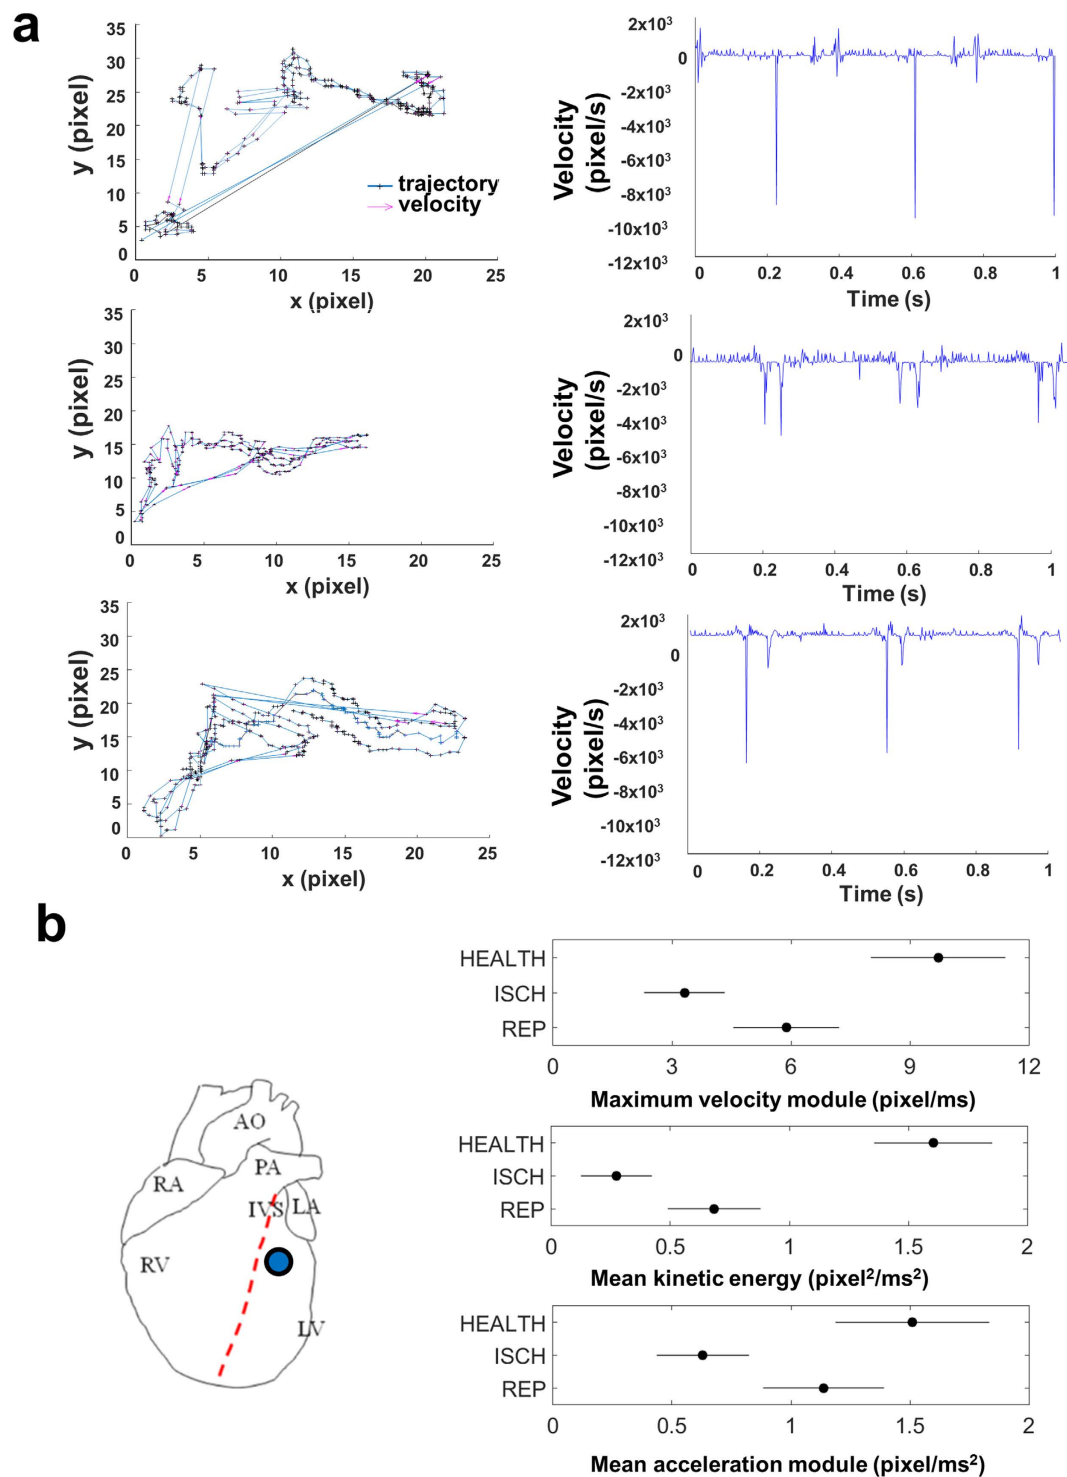 a
35
30
25
20
15
10
5
0
y (pixel)
trajectory
velocity
0 5 10 15 20 25
x (pixel)
2x10³
0
-2x10³
-4x10³
-6x10³
-8x10³
-10x10³
-12x10³
Velocity
(pixel/s)
0 0.2 0.4 0.6 0.8 1
Time (s)
35
30
25
20
15
10
5
0
y (pixel)
0 5 10 15 20 25
x (pixel)
2x10³
0
-2x10³
-4x10³
-6x10³
-8x10³
-10x10³
-12x10³
Velocity
(pixel/s)
0 0.2 0.4 0.6 0.8 1
Time (s)
35
30
25
20
15
10
5
0
y (pixel)
0 5 10 15 20 25
x (pixel)
2x10³
0
-2x10³
-4x10³
-6x10³
-8x10³
-10x10³
-12x10³
Velocity
(pixel/s)
0 0.2 0.4 0.6 0.8 1
Time (s)
b
AO
PA
RA
IVS LA
RV
LV
HEALTH
ISCH
REP
0 3 6 9 12
Maximum velocity module (pixel/ms)
HEALTH
ISCH
REP
0 0.5 1 1.5 2
Mean kinetic energy (pixel²/ms²)
HEALTH
ISCH
REP
0 0.5 1 1.5 2
Mean acceleration module (pixel/ms²)